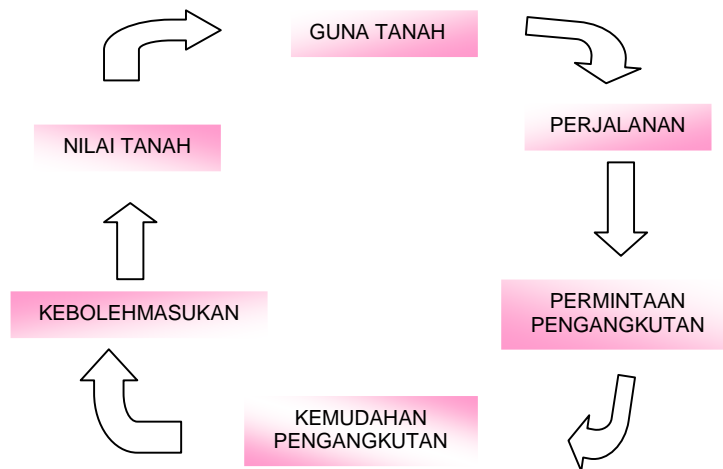 GUNA TANAH
PERJALANAN
NILAI TANAH
PERMINTAAN
PENGANGKUTAN
KEBOLEHMASUKAN
KEMUDAHAN
PENGANGKUTAN